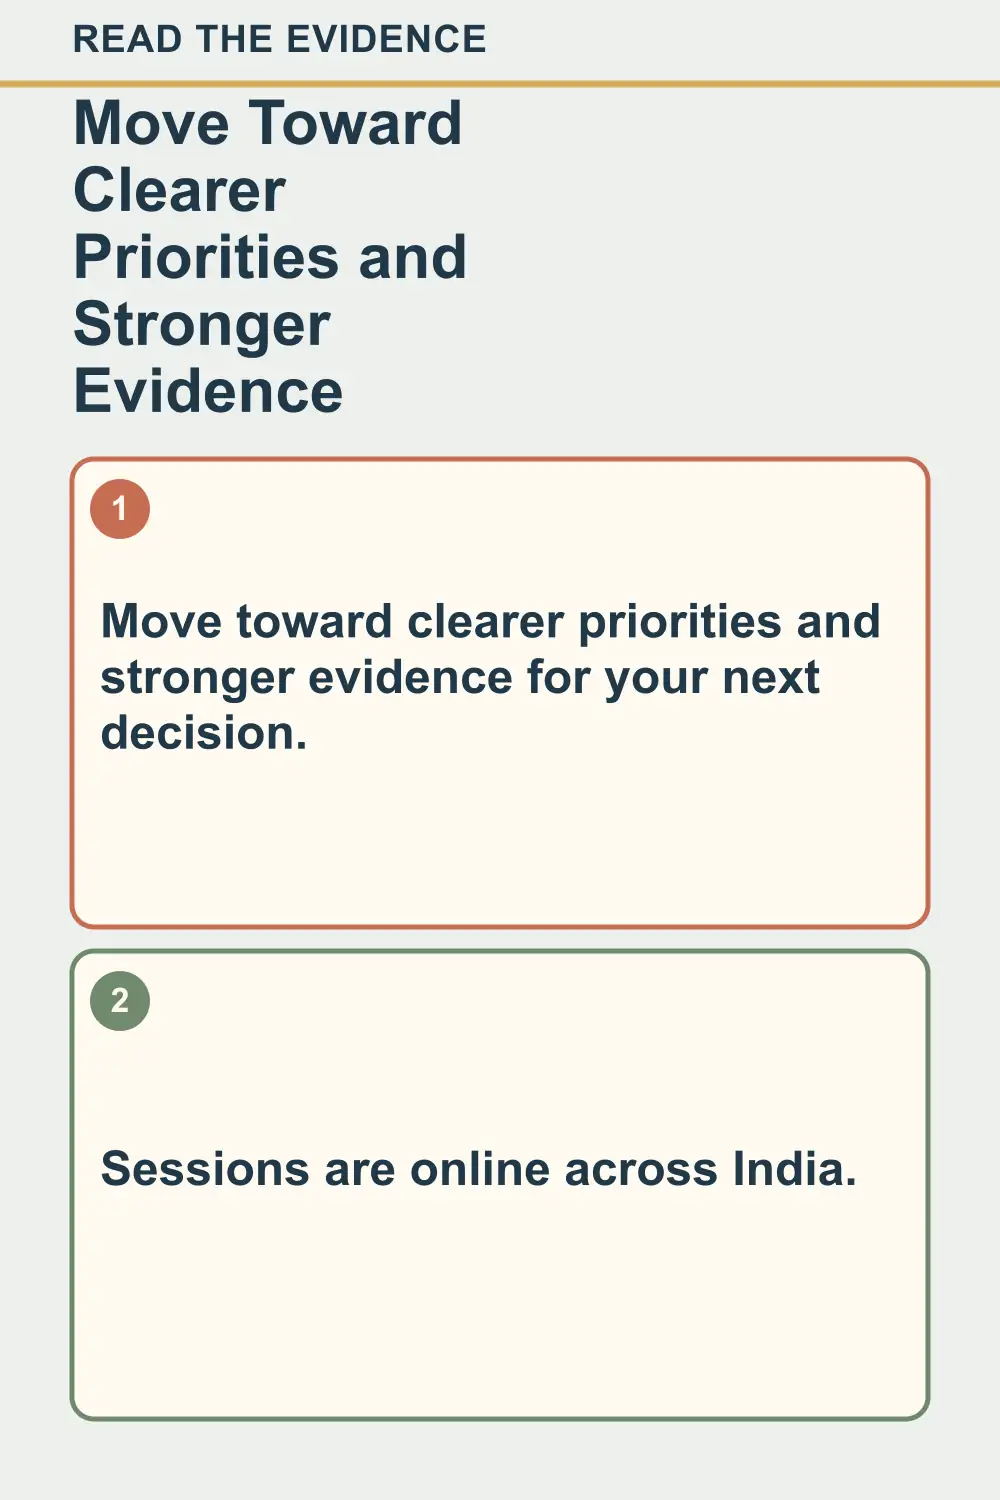 READ THE EVIDENCE
Move Toward
Clearer
Priorities and
Stronger
Evidence
1
Move toward clearer priorities and
stronger evidence for your next
decision.
2
Sessions are online across India.